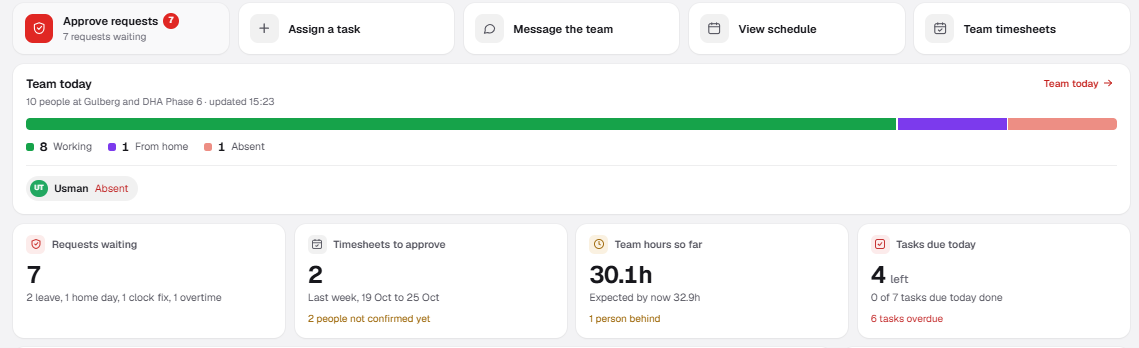 Approve requests 7
7 requests waiting
Assign a task
Message the team
View schedule
Team timesheets
Team today
Team today →
10 people at Gulberg and DHA Phase 6 · updated 15:23
8 Working 1 From home 1 Absent
UT Usman Absent
Requests waiting
7
2 leave, 1 home day, 1 clock fix, 1 overtime
Timesheets to approve
2
Last week, 19 Oct to 25 Oct
2 people not confirmed yet
Team hours so far
30.1h
Expected by now 32.9h
1 person behind
Tasks due today
4 left
0 of 7 tasks due today done
6 tasks overdue